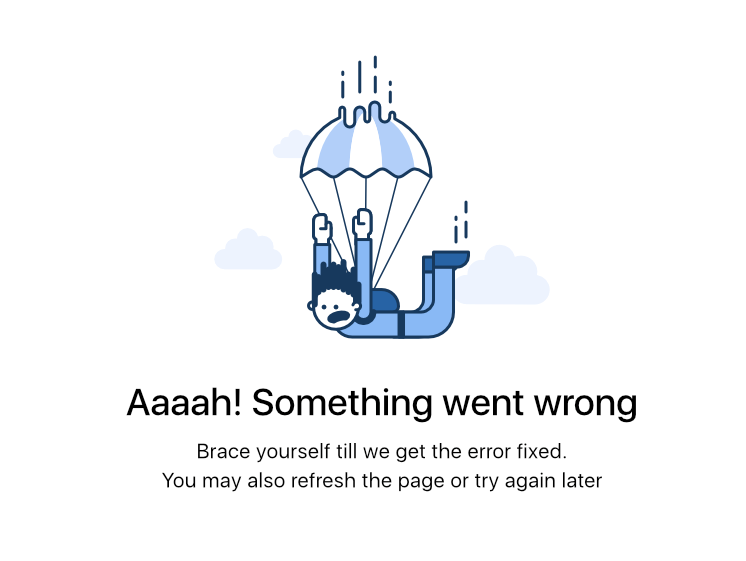 Aaaah! Something went wrong
Brace yourself till we get the error fixed.
You may also refresh the page or try again later